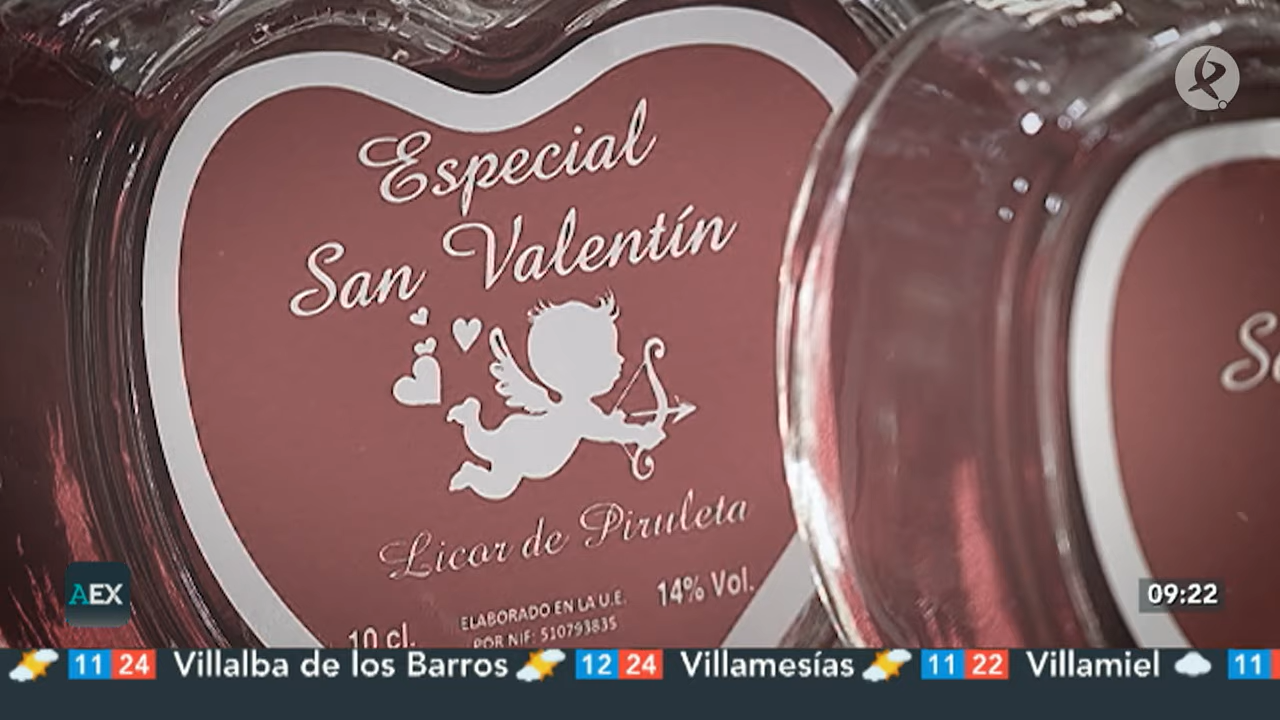 Especial
San Valentín
Licor de Piruleta
14% Vol.
ELABORADO EN LA U.E.
10 cl.
POR NIF: 510793835
AEX
09:22
11 24 Villalba de los Barros 12 24 Villamesías 11 22 Villamiel 11